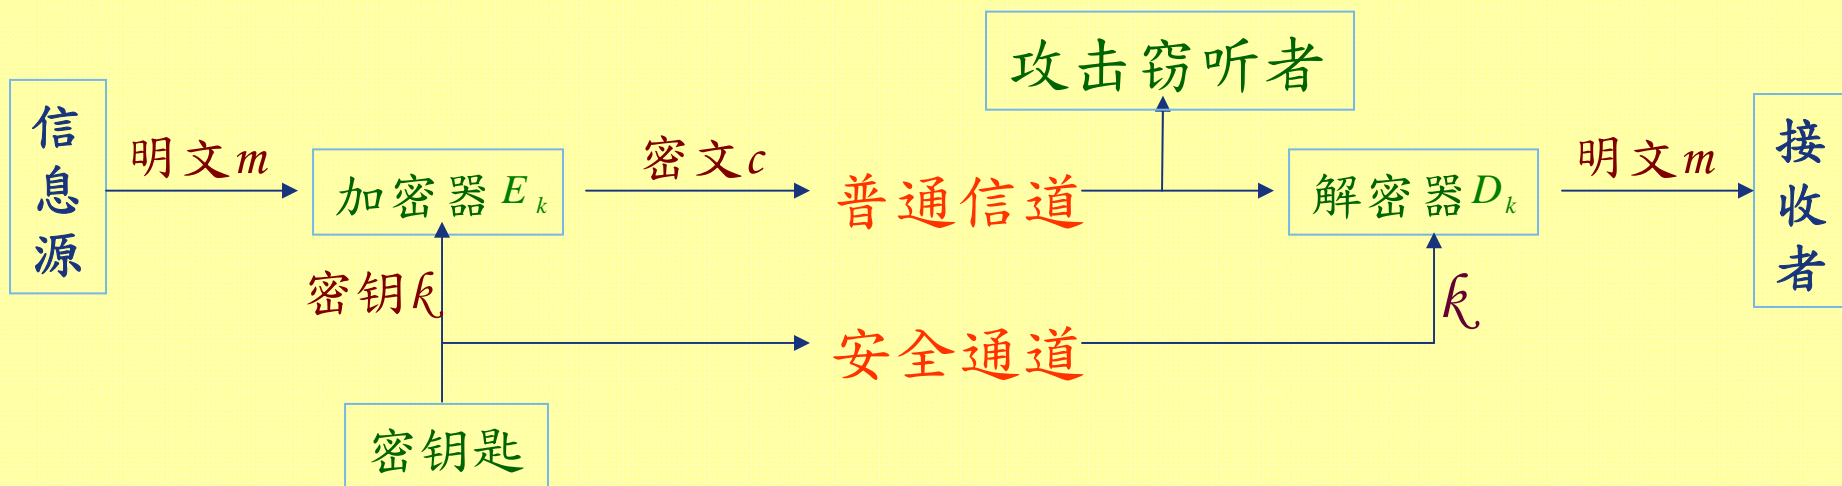 攻击窃听者
信息源
明文m
加密器E_k
密文c
普通信道
解密器D_k
明文m
接收者
密钥k
安全通道
k
密钥匙